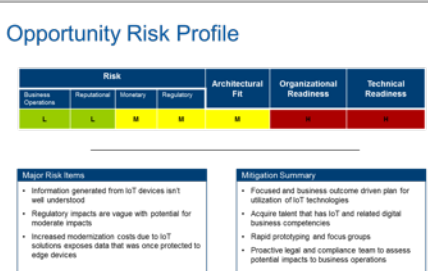 Opportunity Risk Profile
Risk
Architectural
Fit
Organizational
Readiness
Technical
Readiness
Business
Operations
Reputational
Monetary
Regulatory
L
L
M
M
M
H
H
Major Risk Items
• Information generated from IoT devices isn't
well understood
• Regulatory impacts are vague with potential for
moderate impacts
• Increased modernization costs due to IoT
solutions exposes data that was once protected to
edge devices
Mitigation Summary
• Focused and business outcome driven plan for
utilization of IoT technologies
• Acquire talent that has IoT and related digital
business competencies
• Rapid prototyping and focus groups
• Proactive legal and compliance team to assess
potential impacts to business operations